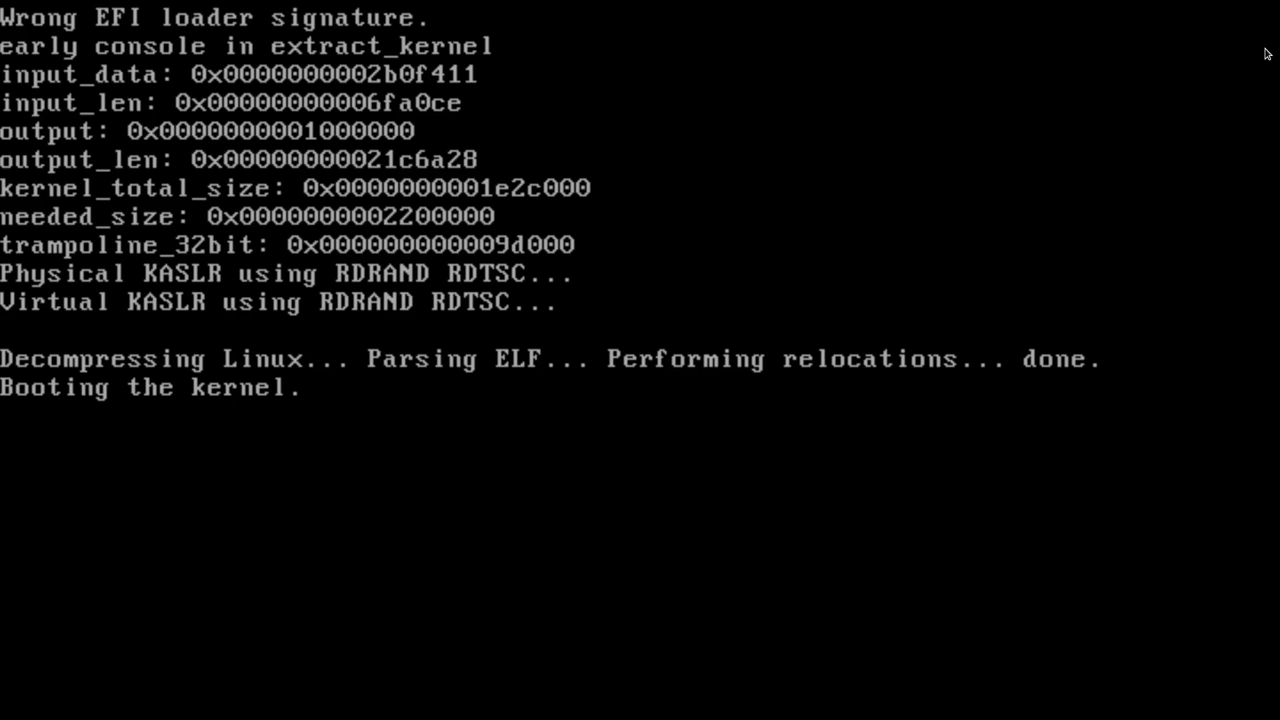 Wrong EFI loader signature.
early console in extract_kernel
input_data: 0x0000000002b0f411
input_len: 0x00000000006fa0ce
output: 0x0000000001000000
output_len: 0x00000000021c6a28
kernel_total_size: 0x0000000001e2c000
needed_size: 0x0000000002200000
trampoline_32bit: 0x000000000009d000
Physical KASLR using RDRAND RDTSC...
Virtual KASLR using RDRAND RDTSC...
Decompressing Linux... Parsing ELF... Performing relocations... done.
Booting the kernel.